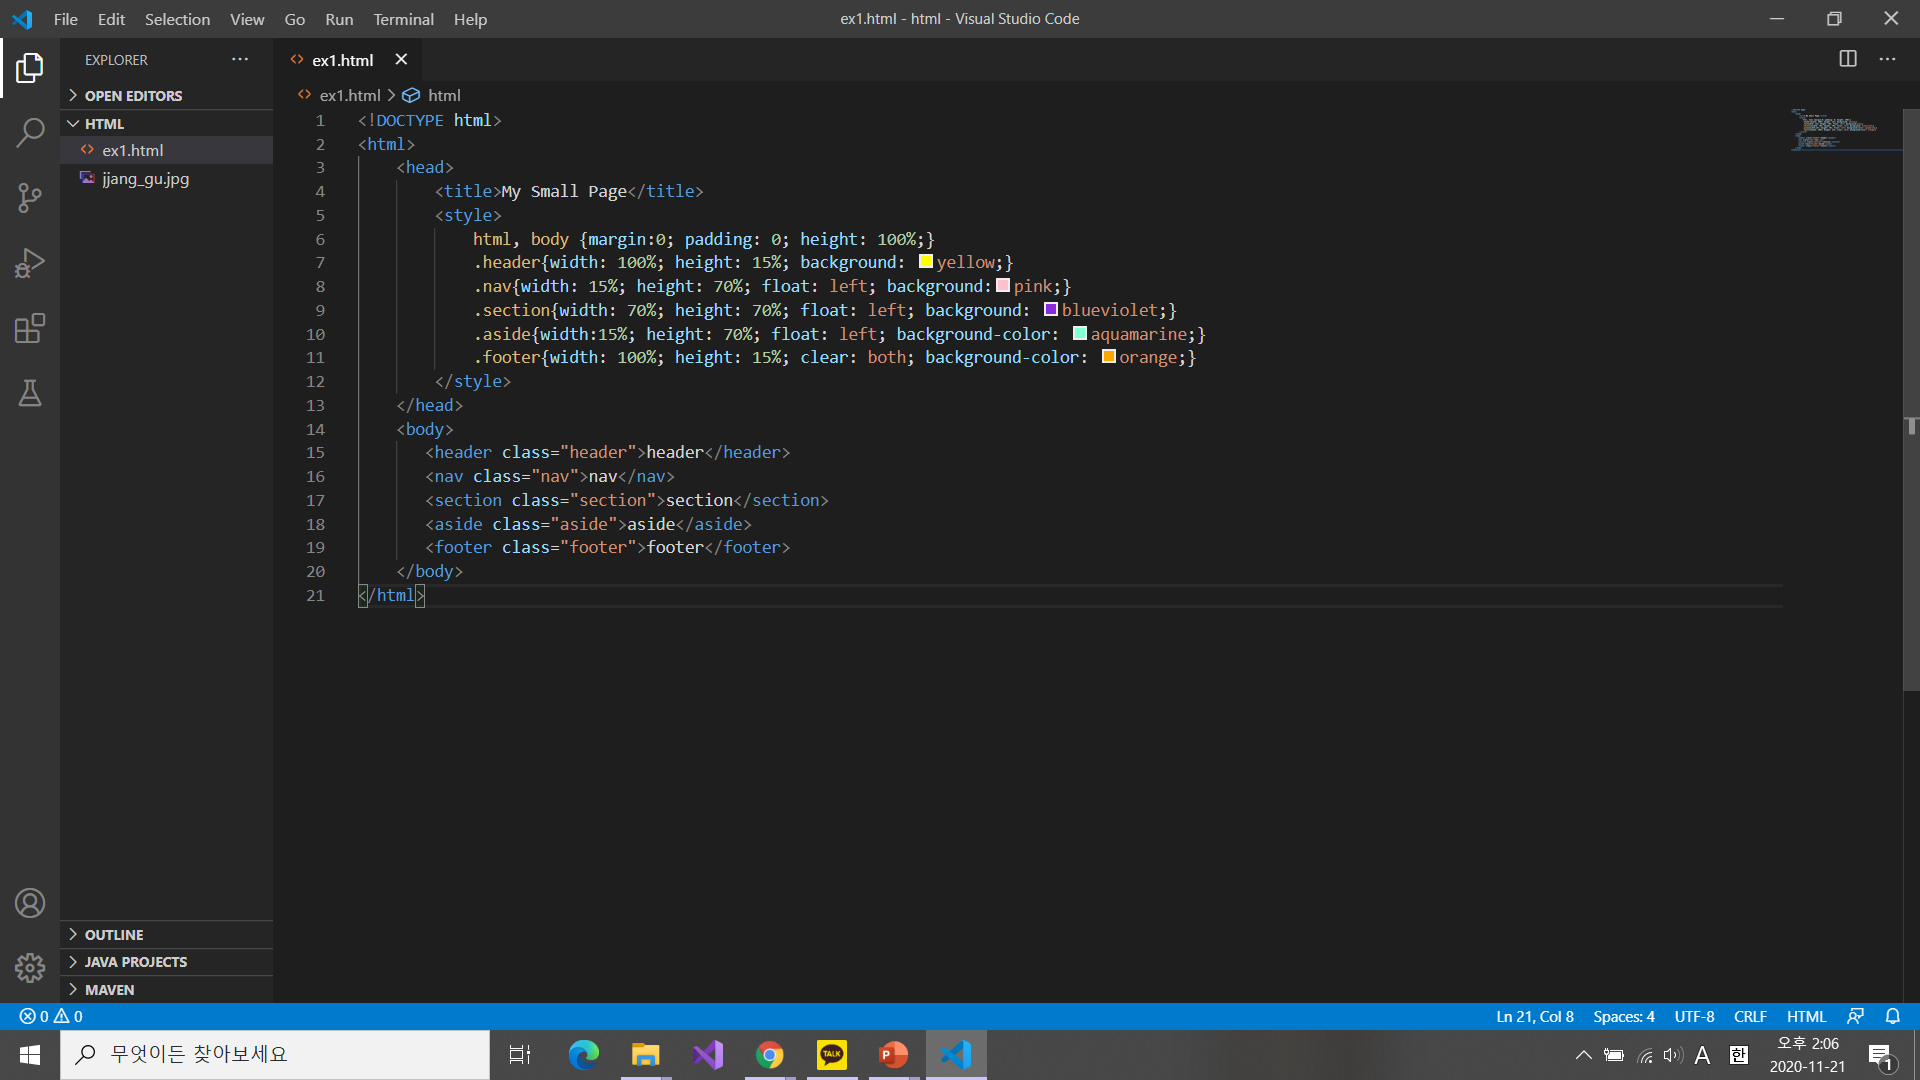 File Edit Selection View Go Run Terminal Help
ex1.html - html - Visual Studio Code
EXPLORER
OPEN EDITORS
HTML
ex1.html
jjang_gu.jpg
OUTLINE
JAVA PROJECTS
MAVEN
ex1.html
ex1.html > html
1 <!DOCTYPE html>
2 <html>
3 <head>
4 <title>My Small Page</title>
5 <style>
6 html, body {margin:0; padding: 0; height: 100%;}
7 .header{width: 100%; height: 15%; background: yellow;}
8 .nav{width: 15%; height: 70%; float: left; background:pink;}
9 .section{width: 70%; height: 70%; float: left; background: blueviolet;}
10 .aside{width:15%; height: 70%; float: left; background-color: aquamarine;}
11 .footer{width: 100%; height: 15%; clear: both; background-color: orange;}
12 </style>
13 </head>
14 <body>
15 <header class="header">header</header>
16 <nav class="nav">nav</nav>
17 <section class="section">section</section>
18 <aside class="aside">aside</aside>
19 <footer class="footer">footer</footer>
20 </body>
21 </html>
0 0
Ln 21, Col 8 Spaces: 4 UTF-8 CRLF HTML
무엇이든 찾아보세요
TALK
P
A 한
오후 2:06
2020-11-21
1